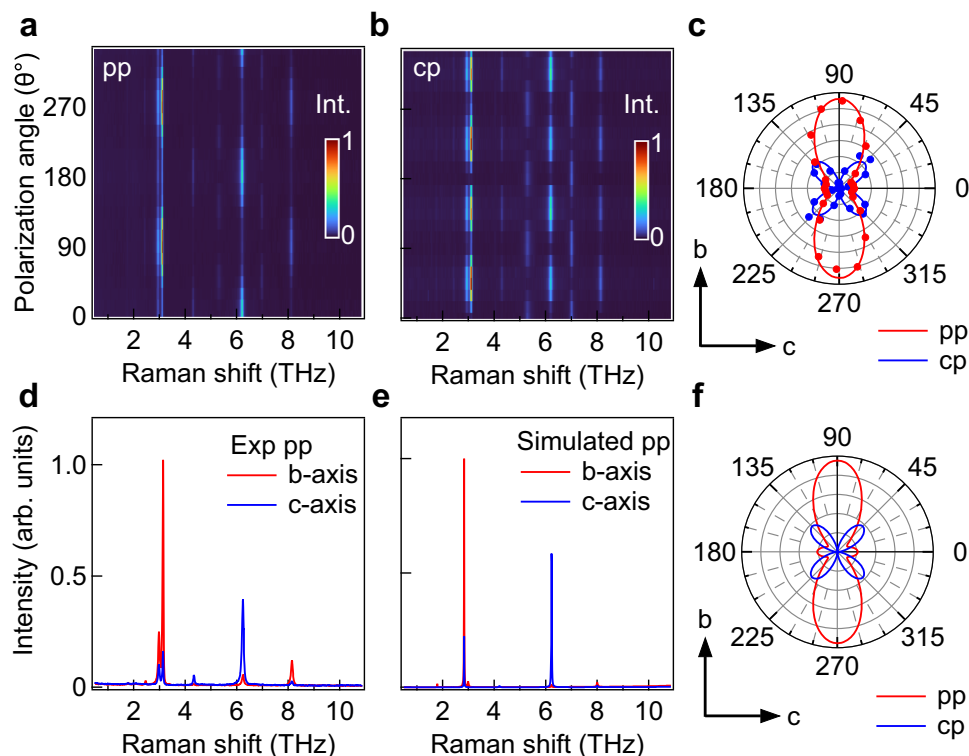 a
pp
Int.
1
0
Polarization angle (θ°)
270
180
90
0
2 4 6 8 10
Raman shift (THz)
b
cp
Int.
1
0
2 4 6 8 10
Raman shift (THz)
c
90
135 45
180 0
225 315
270
b
c
pp
cp
d
Exp pp
b-axis
c-axis
Intensity (arb. units)
1.0
0.5
0
2 4 6 8 10
Raman shift (THz)
e
Simulated pp
b-axis
c-axis
2 4 6 8 10
Raman shift (THz)
f
90
135 45
180 0
225 315
270
b
c
pp
cp